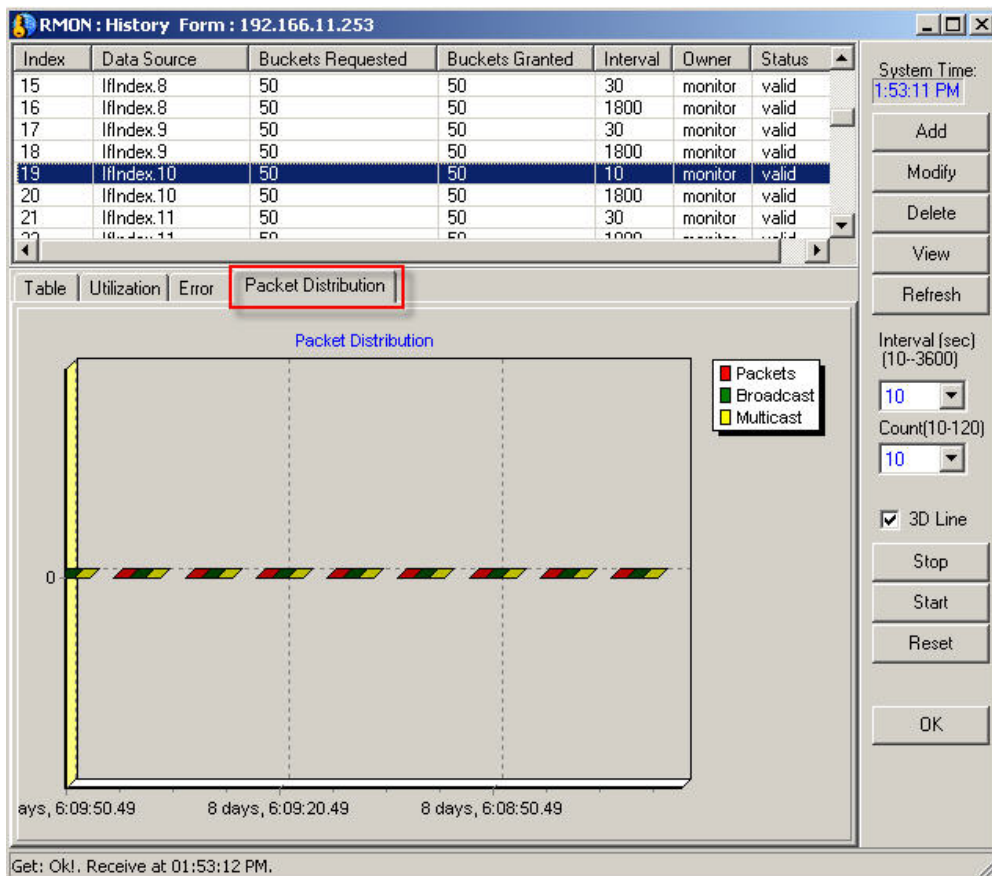 RMON : History Form : 192.166.11.253
Index Data Source Buckets Requested Buckets Granted Interval Owner Status
15 IfIndex.8 50 50 30 monitor valid
16 IfIndex.8 50 50 1800 monitor valid
17 IfIndex.9 50 50 30 monitor valid
18 IfIndex.9 50 50 1800 monitor valid
19 IfIndex.10 50 50 10 monitor valid
20 IfIndex.10 50 50 1800 monitor valid
21 IfIndex.11 50 50 30 monitor valid
System Time:
1:53:11 PM
Add
Modify
Delete
View
Refresh
Interval (sec)
(10--3600)
10
Count(10-120)
10
3D Line
Stop
Start
Reset
OK
Table Utilization Error Packet Distribution
Packet Distribution
Packets
Broadcast
Multicast
0
ays, 6:09:50.49 8 days, 6:09:20.49 8 days, 6:08:50.49
Get: Ok!. Receive at 01:53:12 PM.